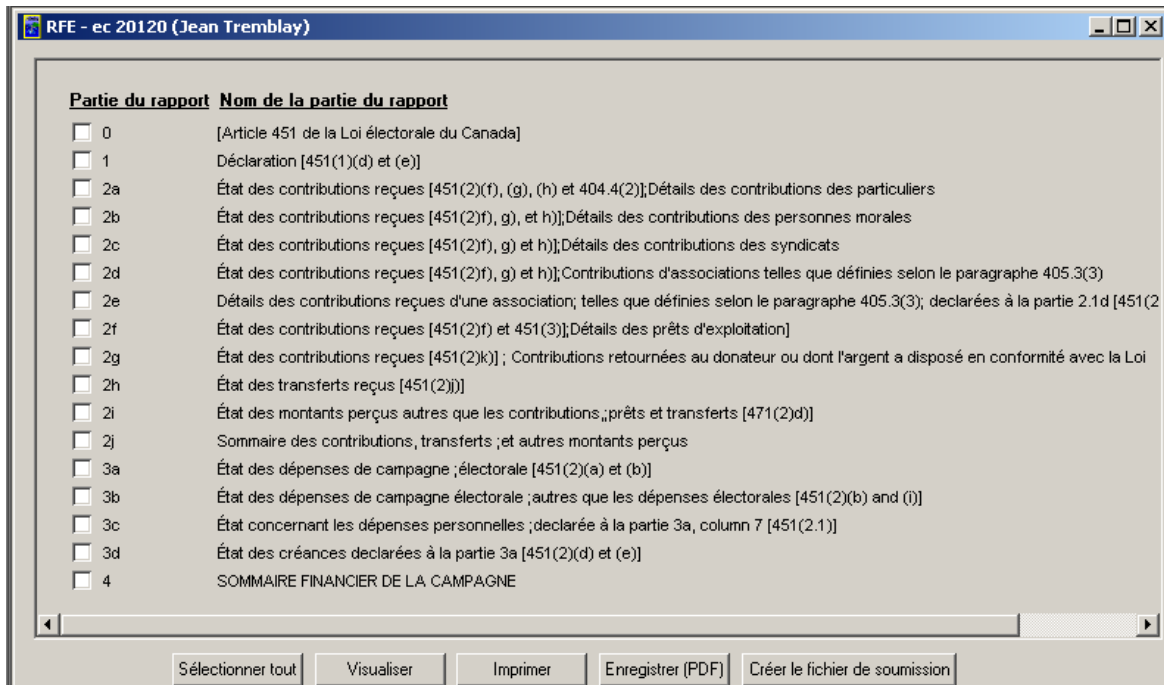 RFE - ec 20120 (Jean Tremblay)
Partie du rapport Nom de la partie du rapport
0 [Article 451 de la Loi électorale du Canada]
1 Déclaration [451(1)(d) et (e)]
2a État des contributions reçues [451(2)(f), (g), (h) et 404.4(2)];Détails des contributions des particuliers
2b État des contributions reçues [451(2)f), g), et h)];Détails des contributions des personnes morales
2c État des contributions reçues [451(2)f), g) et h)];Détails des contributions des syndicats
2d État des contributions reçues [451(2)f), g) et h)];Contributions d'associations telles que définies selon le paragraphe 405.3(3)
2e Détails des contributions reçues d'une association; telles que définies selon le paragraphe 405.3(3); declarées à la partie 2.1d [451(2
2f État des contributions reçues [451(2)f) et 451(3)];Détails des prêts d'exploitation]
2g État des contributions reçues [451(2)k)] ; Contributions retournées au donateur ou dont l'argent a disposé en conformité avec la Loi
2h État des transferts reçus [451(2)j)]
2i État des montants perçus autres que les contributions,;prêts et transferts [471(2)d)]
2j Sommaire des contributions, transferts ;et autres montants perçus
3a État des dépenses de campagne ;électorale [451(2)(a) et (b)]
3b État des dépenses de campagne électorale ;autres que les dépenses électorales [451(2)(b) and (i)]
3c État concernant les dépenses personnelles ;declarée à la partie 3a, column 7 [451(2.1)]
3d État des créances declarées à la partie 3a [451(2)(d) et (e)]
4 SOMMAIRE FINANCIER DE LA CAMPAGNE
Sélectionner tout Visualiser Imprimer Enregistrer (PDF) Créer le fichier de soumission